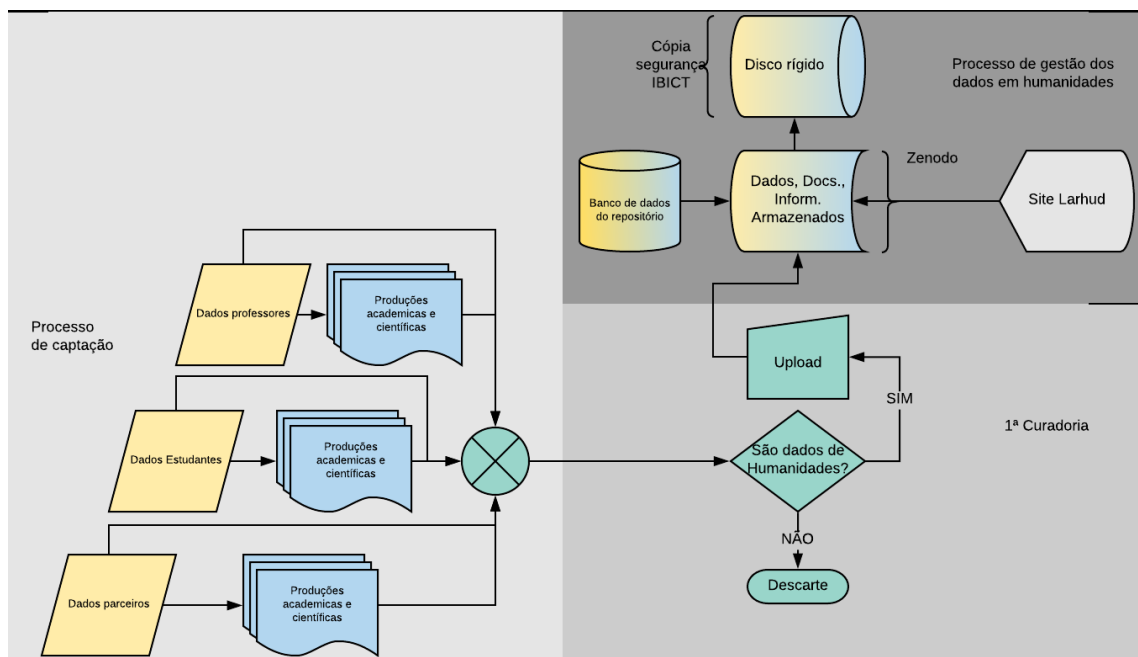 Cópia
segurança
IBICT
Disco rígido
Processo de gestão dos
dados em humanidades
Banco de dados
do repositório
Dados, Docs.,
Inform.
Armazenados
Zenodo
Site Larhud
Processo
de captação
Dados professores
Produções
academicas e
científicas
Dados Estudantes
Produções
academicas e
científicas
Dados parceiros
Produções
academicas e
científicas
Upload
SIM
1ª Curadoria
São dados de
Humanidades?
NÃO
Descarte